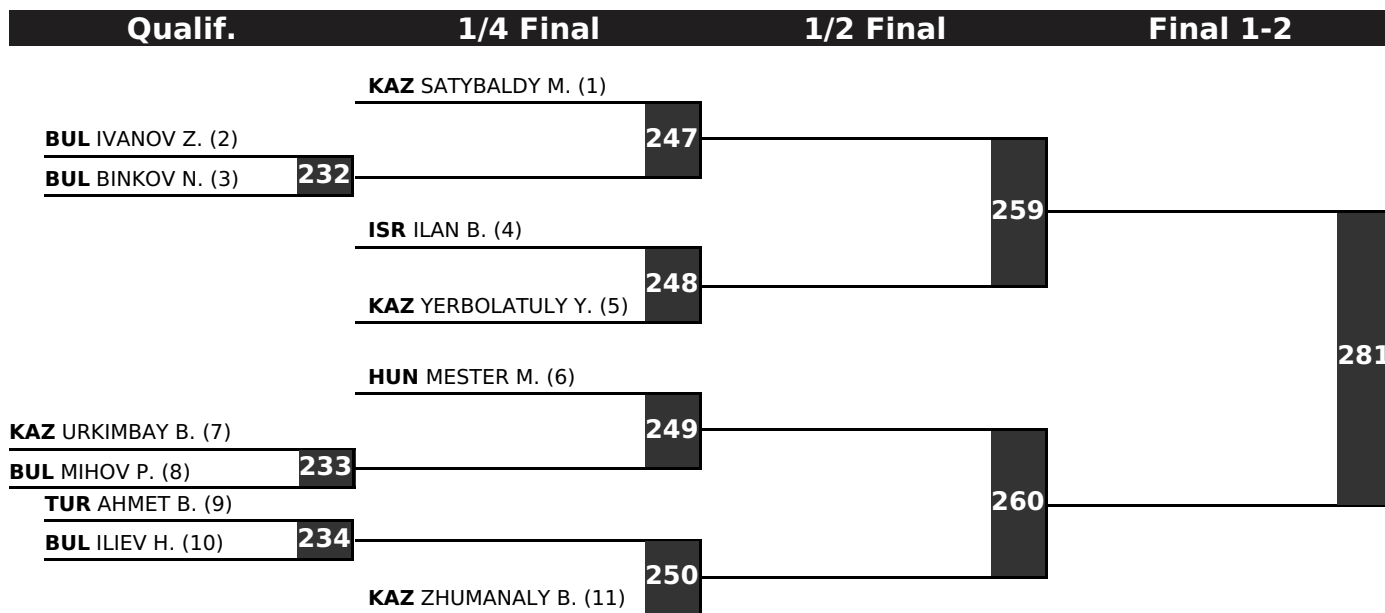 Qualif. 1/4 Final 1/2 Final Final 1-2
KAZ SATYBALDY M. (1)
BUL IVANOV Z. (2)
247
232
BUL BINKOV N. (3)
259
ISR ILAN B. (4)
248
KAZ YERBOLATULY Y. (5)
281
HUN MESTER M. (6)
KAZ URKIMBAY B. (7)
249
233
BUL MIHOV P. (8)
TUR AHMET B. (9)
260
234
BUL ILIEV H. (10)
250
KAZ ZHUMANALY B. (11)